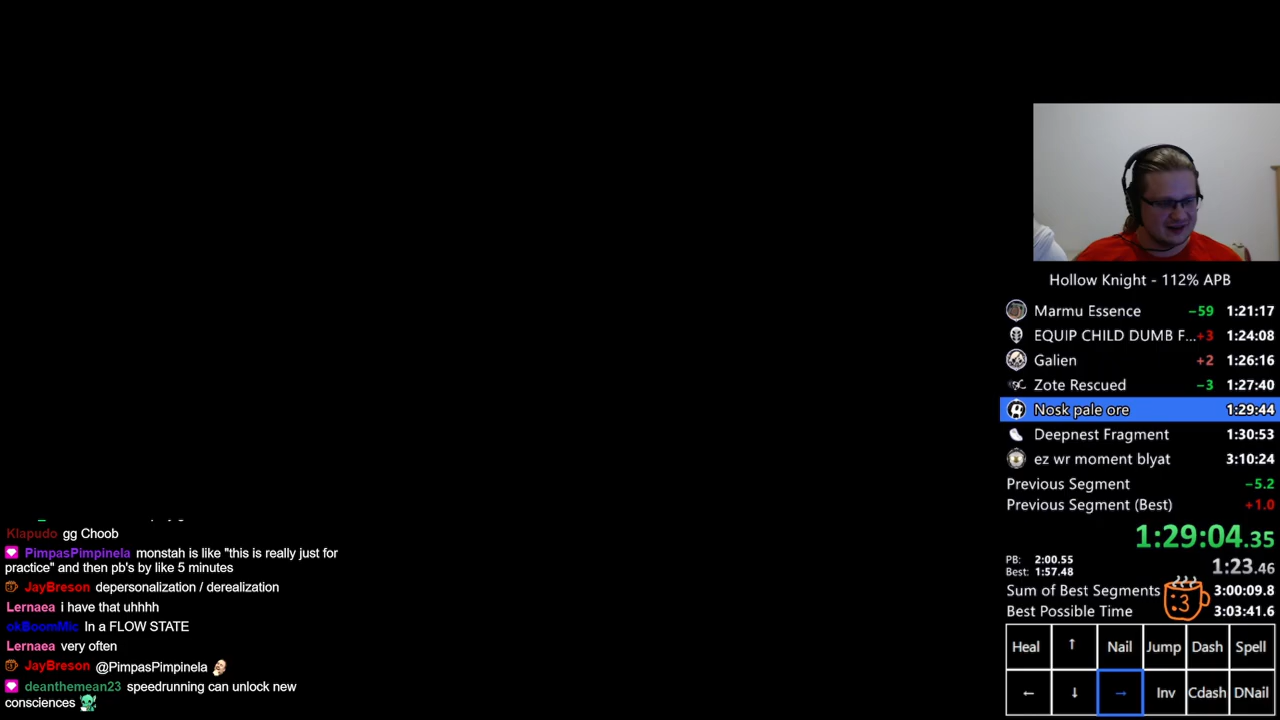 Hollow Knight - 112% APB
Marmu Essence -59 1:21:17
EQUIP CHILD DUMB F... +3 1:24:08
Galien +2 1:26:16
Zote Rescued -3 1:27:40
Nosk pale ore 1:29:44
Deepnest Fragment 1:30:53
ez wr moment blyat 3:10:24
Previous Segment -5.2
Previous Segment (Best) +1.0
1:29:04.35
PB: 2:00.55
Best: 1:57.48
1:23.46
Sum of Best Segments 3:00:09.8
Best Possible Time 3:03:41.6
Heal ↑ Nail Jump Dash Spell
← ↓ → Inv Cdash DNail
Klapudo gg Choob
PimpasPimpinela monstah is like "this is really just for
practice" and then pb's by like 5 minutes
JayBreson depersonalization / derealization
Lernaea i have that uhhhh
okBoomMic In a FLOW STATE
Lernaea very often
JayBreson @PimpasPimpinela
deanthemean23 speedrunning can unlock new
consciences